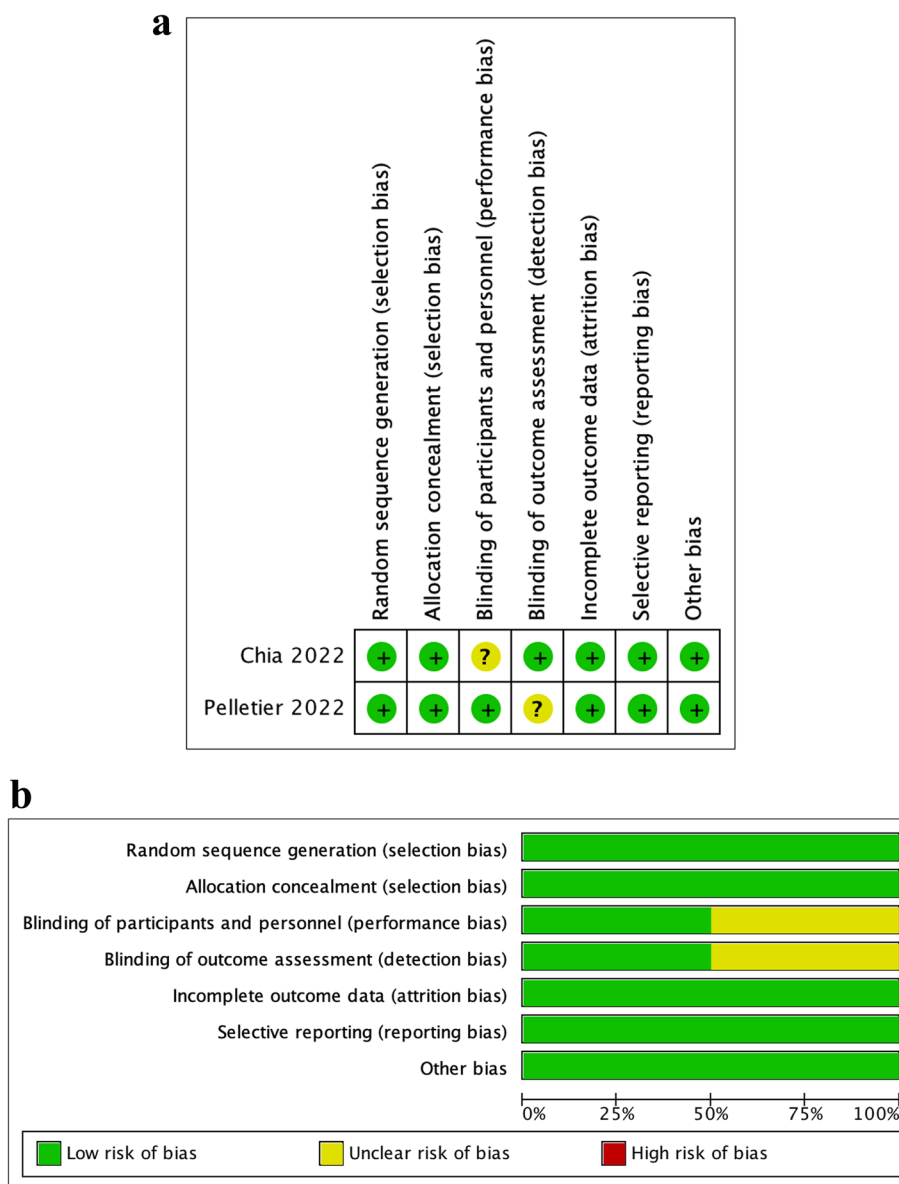 a
Random sequence generation (selection bias)
Allocation concealment (selection bias)
Blinding of participants and personnel (performance bias)
Blinding of outcome assessment (detection bias)
Incomplete outcome data (attrition bias)
Selective reporting (reporting bias)
Other bias
Chia 2022 + + ? + + + +
Pelletier 2022 + + + ? + + +
b
Random sequence generation (selection bias)
Allocation concealment (selection bias)
Blinding of participants and personnel (performance bias)
Blinding of outcome assessment (detection bias)
Incomplete outcome data (attrition bias)
Selective reporting (reporting bias)
Other bias
0% 25% 50% 75% 100%
Low risk of bias Unclear risk of bias High risk of bias